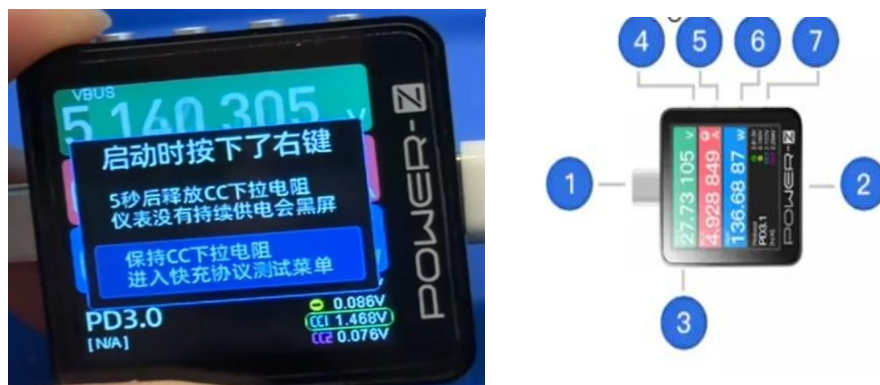 VBUS
5.140 305 V
启动时按下了右键
5秒后释放CC下拉电阻
仪表没有持续供电会黑屏
保持CC下拉电阻
进入快充协议测试菜单
PD3.0
[N/A]
0.086V
CC1 1.468V
CC2 0.076V
POWER-Z
4
5
6
7
1
2
3
27.73 105 V
4.928 849 A
136.68 87 W
PD3.1
[N/A]
POWER-Z